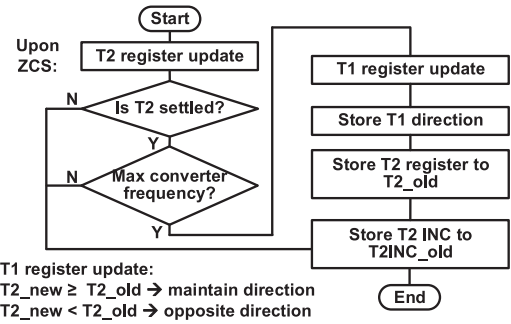 Start
Upon
ZCS:
T2 register update
N
Is T2 settled?
Y
N
Max converter
frequency?
Y
T1 register update
Store T1 direction
Store T2 register to
T2_old
Store T2 INC to
T2INC_old
End
T1 register update:
T2_new ≥ T2_old → maintain direction
T2_new < T2_old → opposite direction